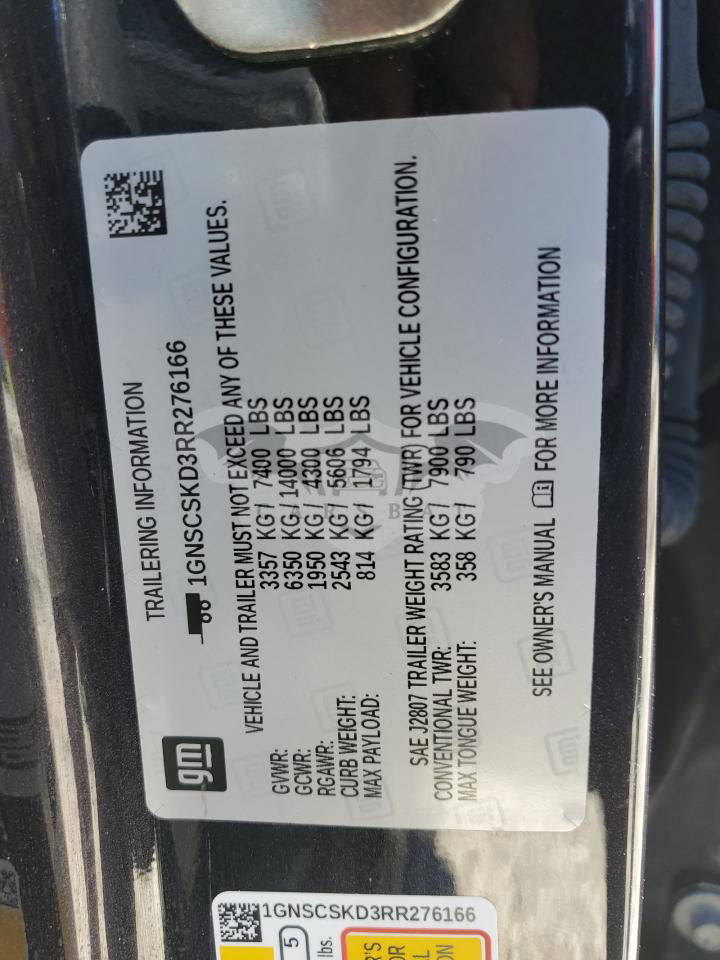 TRAILERING INFORMATION
1GNSCSKD3RR276166
gm
VEHICLE AND TRAILER MUST NOT EXCEED ANY OF THESE VALUES.
GVWR: 3357 KG / 7400 LBS
GCWR: 6350 KG / 14000 LBS
RGAWR: 1950 KG / 4300 LBS
CURB WEIGHT: 2543 KG / 5606 LBS
MAX PAYLOAD: 814 KG / 1794 LBS
SAE J2807 TRAILER WEIGHT RATING (TWR) FOR VEHICLE CONFIGURATION.
CONVENTIONAL TWR: 3583 KG / 7900 LBS
MAX TONGUE WEIGHT: 358 KG / 790 LBS
SEE OWNER'S MANUAL FOR MORE INFORMATION
CARSBAT
1GNSCSKD3RR276166
5
lbs.